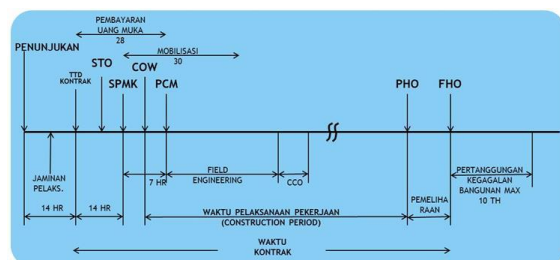 PEMBAYARAN
UANG MUKA
28
MOBILISASI
30
PENUNJUKAN
TTD
KONTRAK
STO
SPMK
COW
PCM
PHO
FHO
JAMINAN
PELAKS.
7 HR
FIELD
ENGINEERING
CCO
PERTANGGUNGAN
KEGAGALAN
BANGUNAN MAX
10 TH
14 HR
14 HR
WAKTU PELAKSANAAN PEKERJAAN
(CONSTRUCTION PERIOD)
PEMELIHA
RAAN
WAKTU
KONTRAK